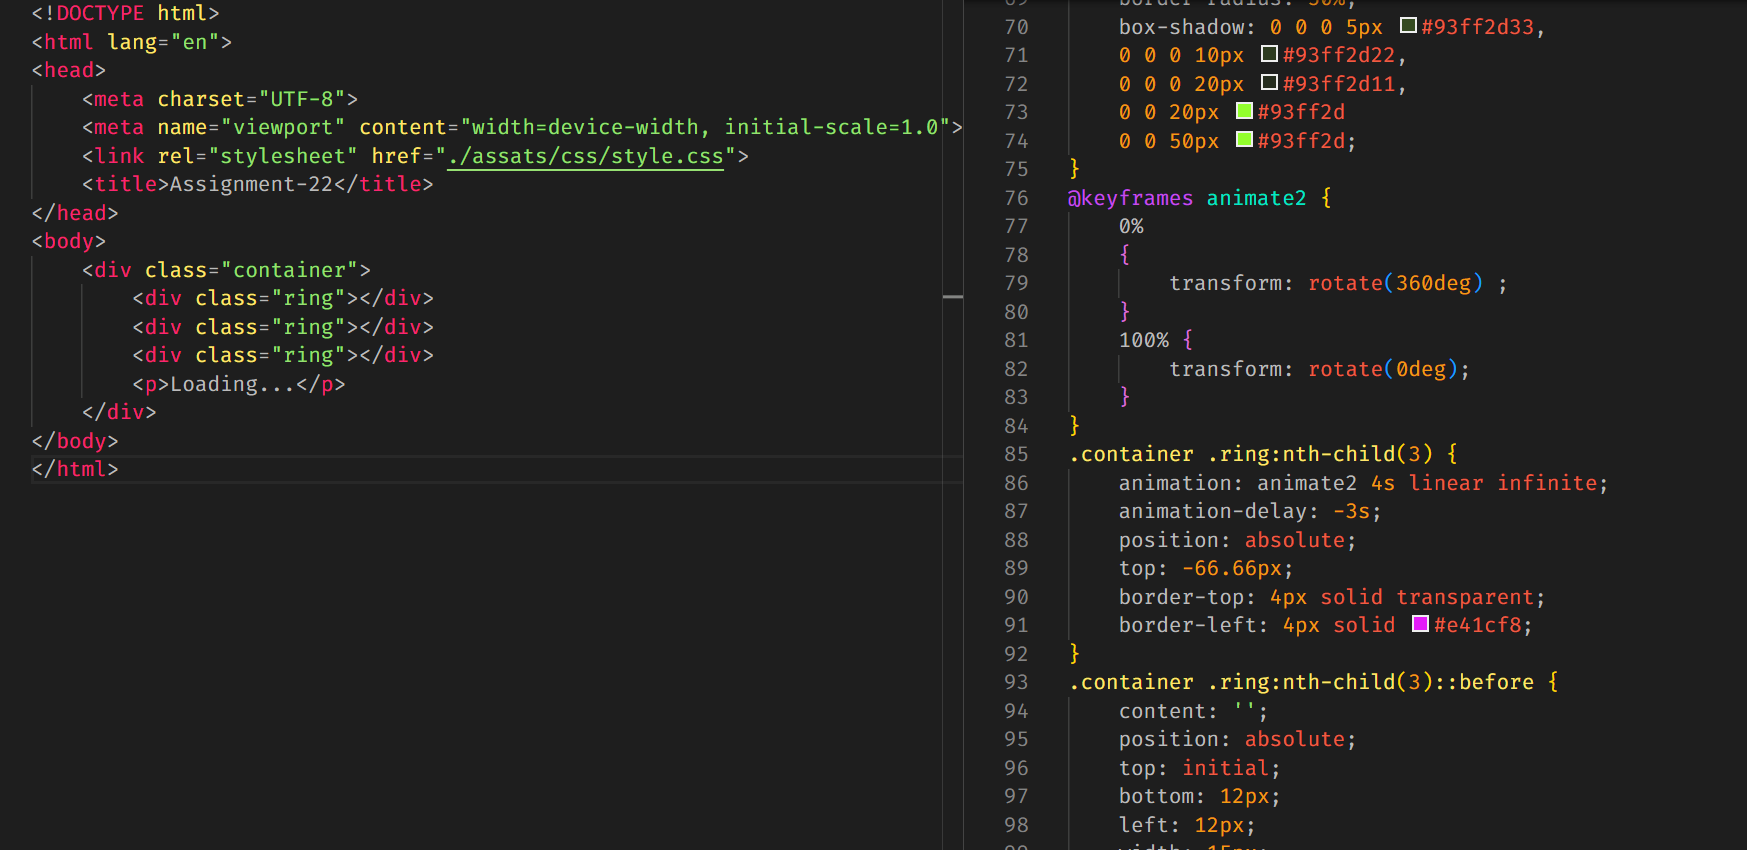 <!DOCTYPE html>
<html lang="en">
<head>
    <meta charset="UTF-8">
    <meta name="viewport" content="width=device-width, initial-scale=1.0">
    <link rel="stylesheet" href="./assats/css/style.css">
    <title>Assignment-22</title>
</head>
<body>
    <div class="container">
        <div class="ring"></div>
        <div class="ring"></div>
        <div class="ring"></div>
        <p>Loading...</p>
    </div>
</body>
</html>
69 border-radius: 50%;
70     box-shadow: 0 0 0 5px #93ff2d33,
71     0 0 0 10px #93ff2d22,
72     0 0 0 20px #93ff2d11,
73     0 0 20px #93ff2d
74     0 0 50px #93ff2d;
75 }
76 @keyframes animate2 {
77     0%
78     {
79         transform: rotate(360deg) ;
80     }
81     100% {
82         transform: rotate(0deg);
83     }
84 }
85 .container .ring:nth-child(3) {
86     animation: animate2 4s linear infinite;
87     animation-delay: -3s;
88     position: absolute;
89     top: -66.66px;
90     border-top: 4px solid transparent;
91     border-left: 4px solid #e41cf8;
92 }
93 .container .ring:nth-child(3)::before {
94     content: '';
95     position: absolute;
96     top: initial;
97     bottom: 12px;
98     left: 12px;
99     width: 15px;